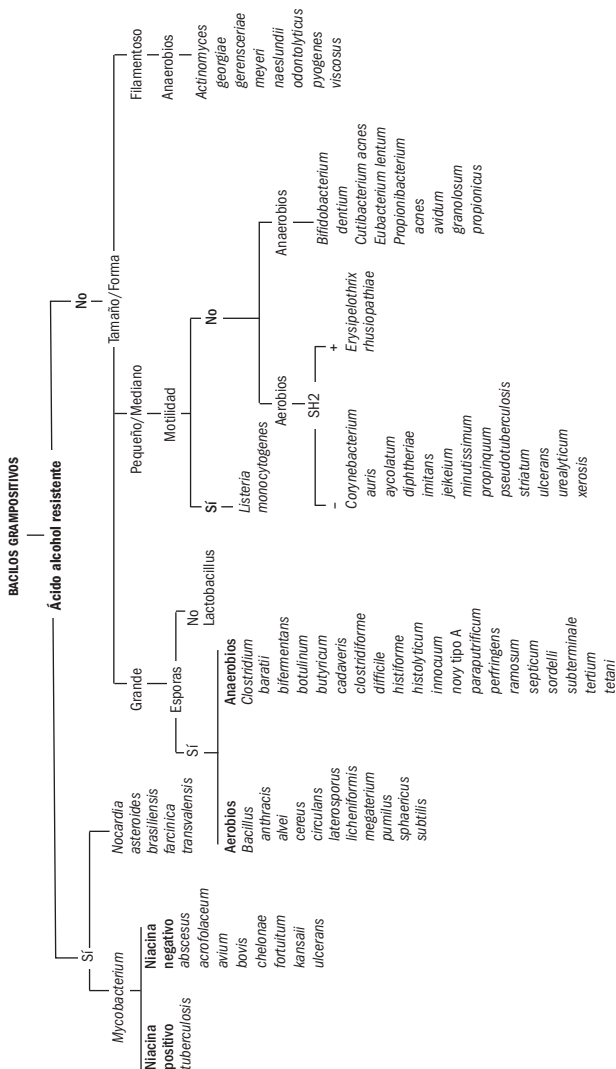 BACILOS GRAMPOSITIVOS
Ácido alcohol resistente
Sí
No
Mycobacterium
Niacina
positivo
tuberculosis
Niacina
negativo
abscesus
acrofolaceum
avium
bovis
chelonae
fortuitum
kansaii
ulcerans
Nocardia
asteroides
brasiliensis
farcinica
transvalensis
Tamaño/Forma
Grande
Esporas
Sí
No
Lactobacillus
Aerobios
Bacillus
anthracis
alvei
cereus
circulans
laterosporus
licheniformis
megaterium
pumilus
sphaericus
subtilis
Anaerobios
Clostridium
baratii
bifermentans
botulinum
butyricum
cadaveris
clostridiforme
difficile
histiforme
histolyticum
innocuum
novy tipo A
paraputrificum
perfringens
ramosum
septicum
sordelli
subterminale
tertium
tetani
Pequeño/Mediano
Motilidad
Sí
Listeria
monocytogenes
No
Aerobios
SH2
-
Corynebacterium
auris
aycolatum
diphtheriae
imitans
jeikeium
minutissimum
propinquum
pseudotuberculosis
striatum
ulcerans
urealyticum
xerosis
+
Erysipelothrix
rhusiopathiae
Anaerobios
Bifidobacterium
dentium
Cutibacterium acnes
Eubacterium lentum
Propionibacterium
acnes
avidum
granolosum
propionicus
Filamentoso
Anaerobios
Actinomyces
georgiae
gerensceriae
meyeri
naeslundii
odontolyticus
pyogenes
viscosus